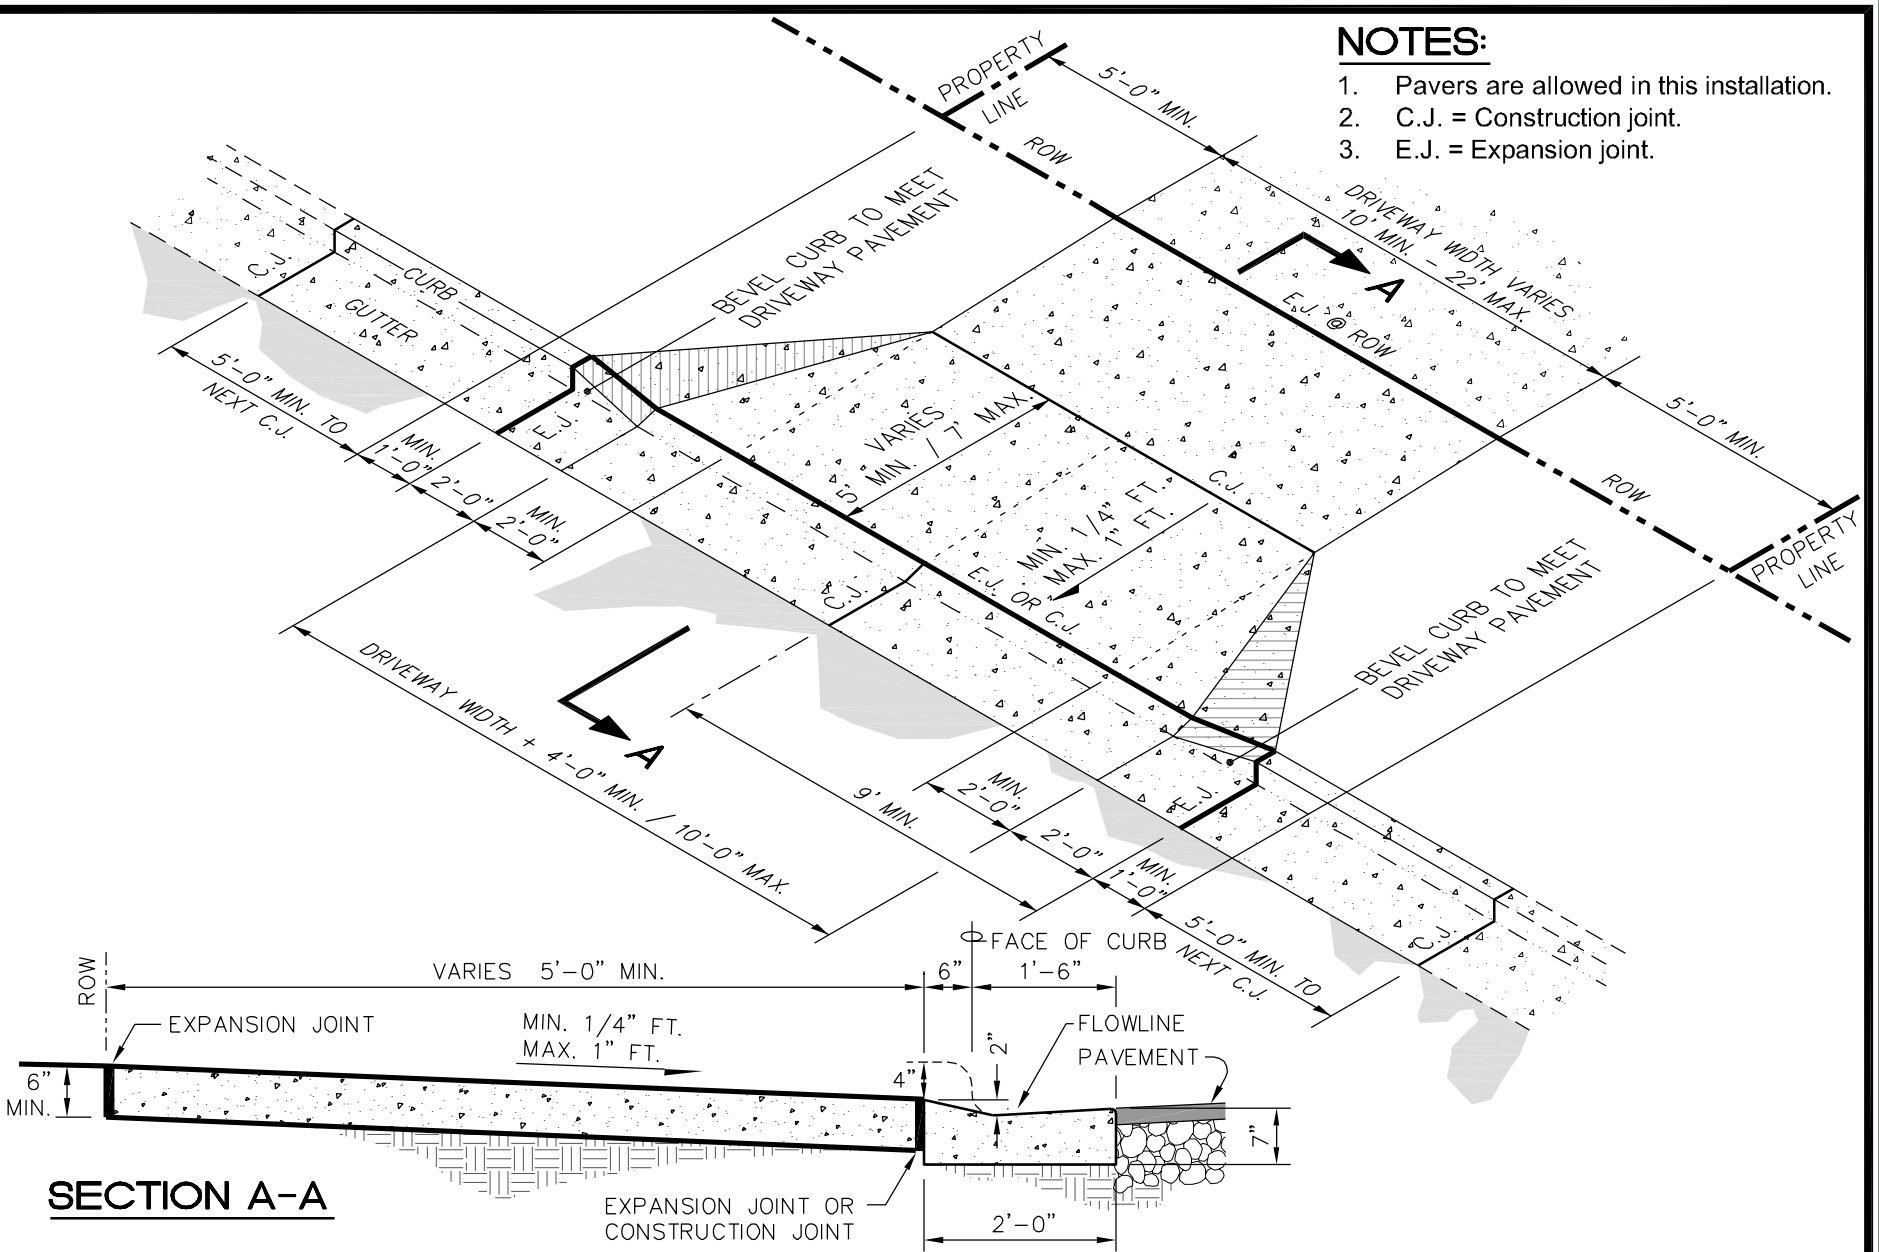 NOTES:
1. Pavers are allowed in this installation.
2. C.J. = Construction joint.
3. E.J. = Expansion joint.
PROPERTY
LINE
5'-0" MIN.
ROW
DRIVEWAY WIDTH VARIES
10' MIN. - 22' MAX.
A
E.J. @ ROW
5'-0" MIN.
ROW
PROPERTY
LINE
BEVEL CURB TO MEET
DRIVEWAY PAVEMENT
C.J.
CURB
GUTTER
5'-0" MIN. TO
NEXT C.J.
MIN.
1'-0"
2'-0"
MIN.
2'-0"
E.J.
VARIES
5' MIN. / 7' MAX.
C.J.
MIN. 1/4" FT.
MAX. 1" FT.
E.J. OR C.J.
C.J.
BEVEL CURB TO MEET
DRIVEWAY PAVEMENT
DRIVEWAY WIDTH + 4'-0" MIN. / 10'-0" MAX.
A
9' MIN.
MIN.
2'-0"
2'-0"
MIN.
1'-0"
5'-0" MIN. TO
NEXT C.J.
E.J.
C.J.
ROW
VARIES 5'-0" MIN.
6"
FACE OF CURB
1'-6"
EXPANSION JOINT
MIN. 1/4" FT.
MAX. 1" FT.
6"
MIN.
4"
2"
FLOWLINE
PAVEMENT
7"
EXPANSION JOINT OR
CONSTRUCTION JOINT
2'-0"
SECTION A-A